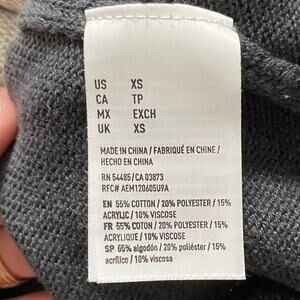 US XS
CA TP
MX EXCH
UK XS
MADE IN CHINA / FABRIQUÉ EN CHINE /
HECHO EN CHINA
RN 54485/CA 03873
RFC# AEM120605U9A
EN 55% COTTON / 20% POLYESTER / 15%
ACRYLIC / 10% VISCOSE
FR 55% COTON / 20% POLYESTER / 15%
ACRYLIQUE / 10% VISCOSE
SP 55% algodón / 20% poliéster / 15%
acrílico / 10% viscosa